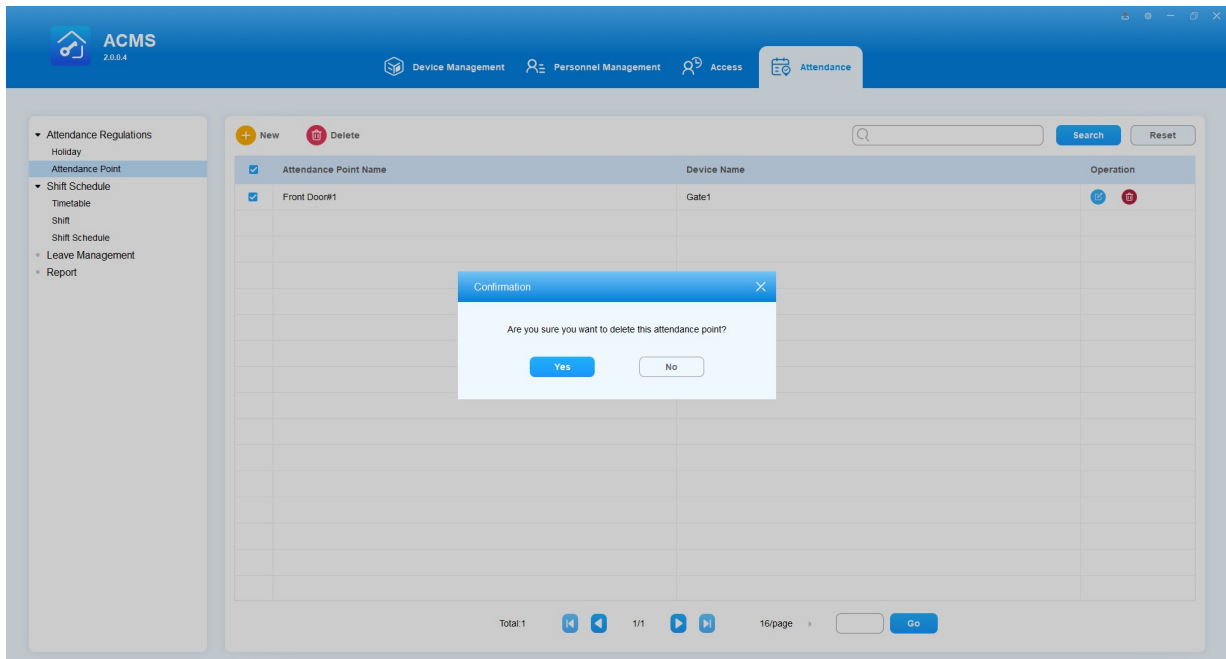 ACMS
2.0.0.4
Device Management
Personnel Management
Access
Attendance
Attendance Regulations
Holiday
Attendance Point
Shift Schedule
Timetable
Shift
Shift Schedule
Leave Management
Report
New
Delete
Search
Reset
Attendance Point Name
Device Name
Operation
Front Door#1
Gate1
Confirmation
Are you sure you want to delete this attendance point?
Yes
No
Total:1
1/1
16/page
Go